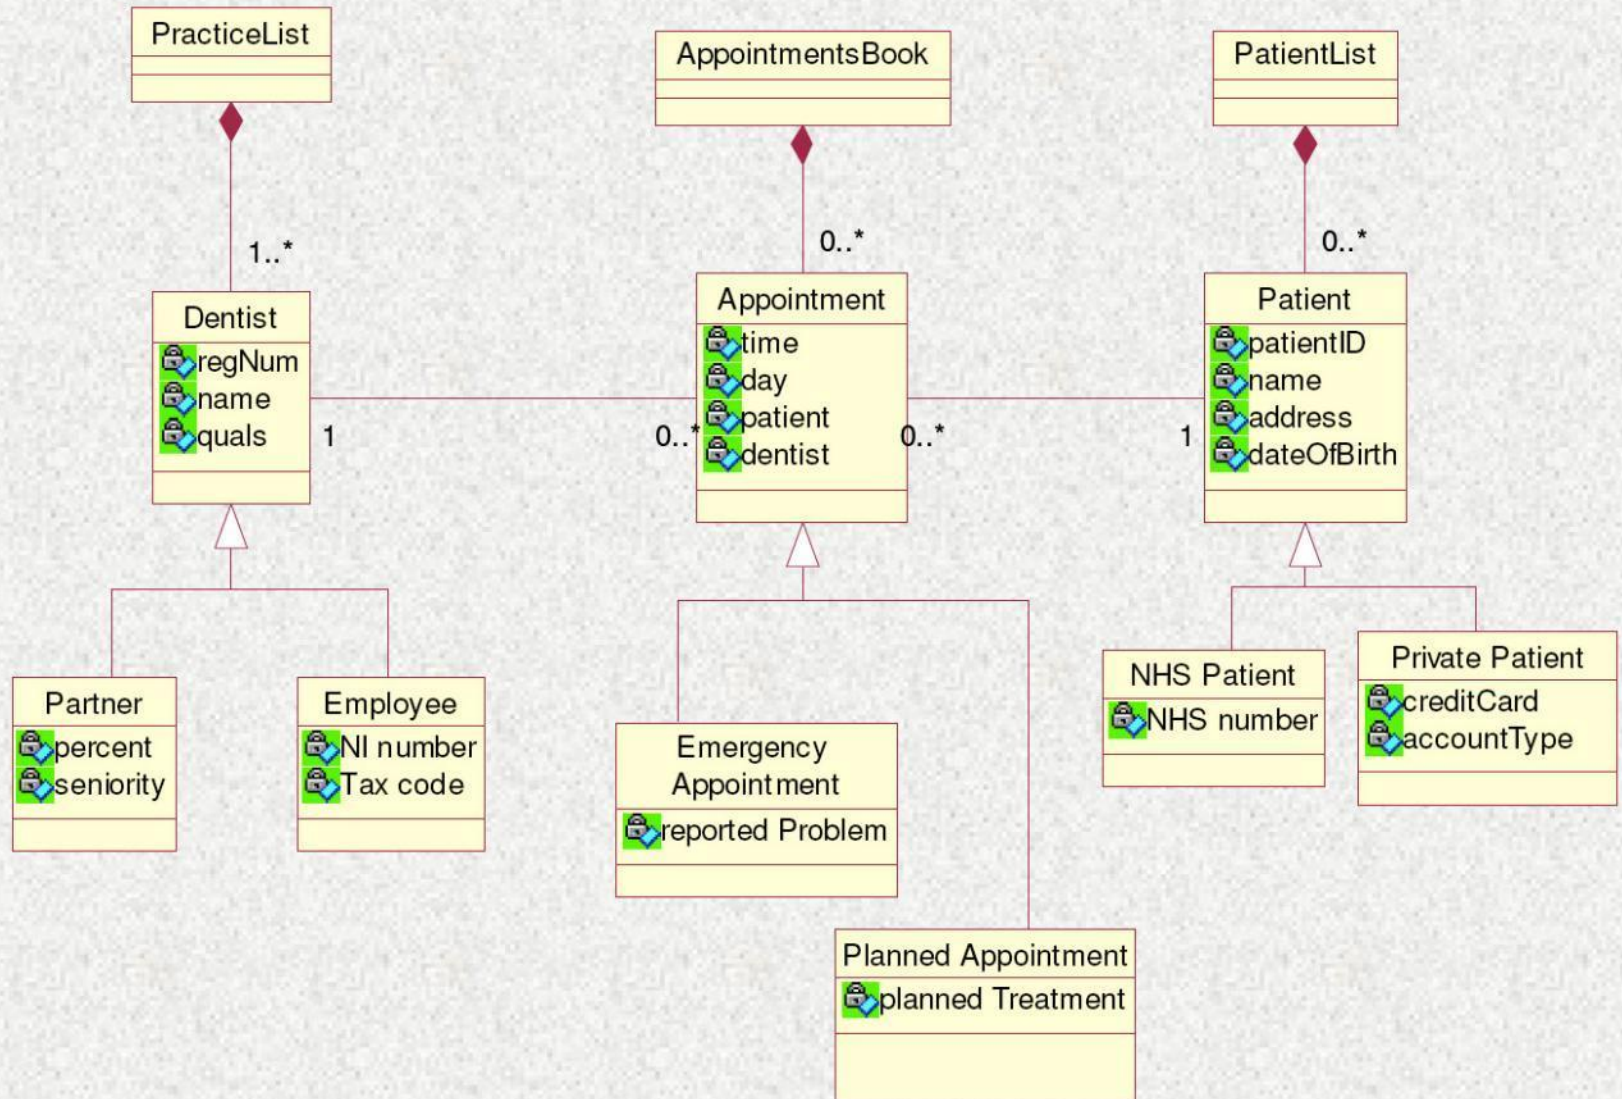 PracticeList
AppointmentsBook
PatientList
1..*
0..*
0..*
Dentist
regNum
name
quals
1
0..*
Appointment
time
day
patient
dentist
0..*
1
Patient
patientID
name
address
dateOfBirth
Partner
percent
seniority
Employee
NI number
Tax code
Emergency
Appointment
reported Problem
Planned Appointment
planned Treatment
NHS Patient
NHS number
Private Patient
creditCard
accountType